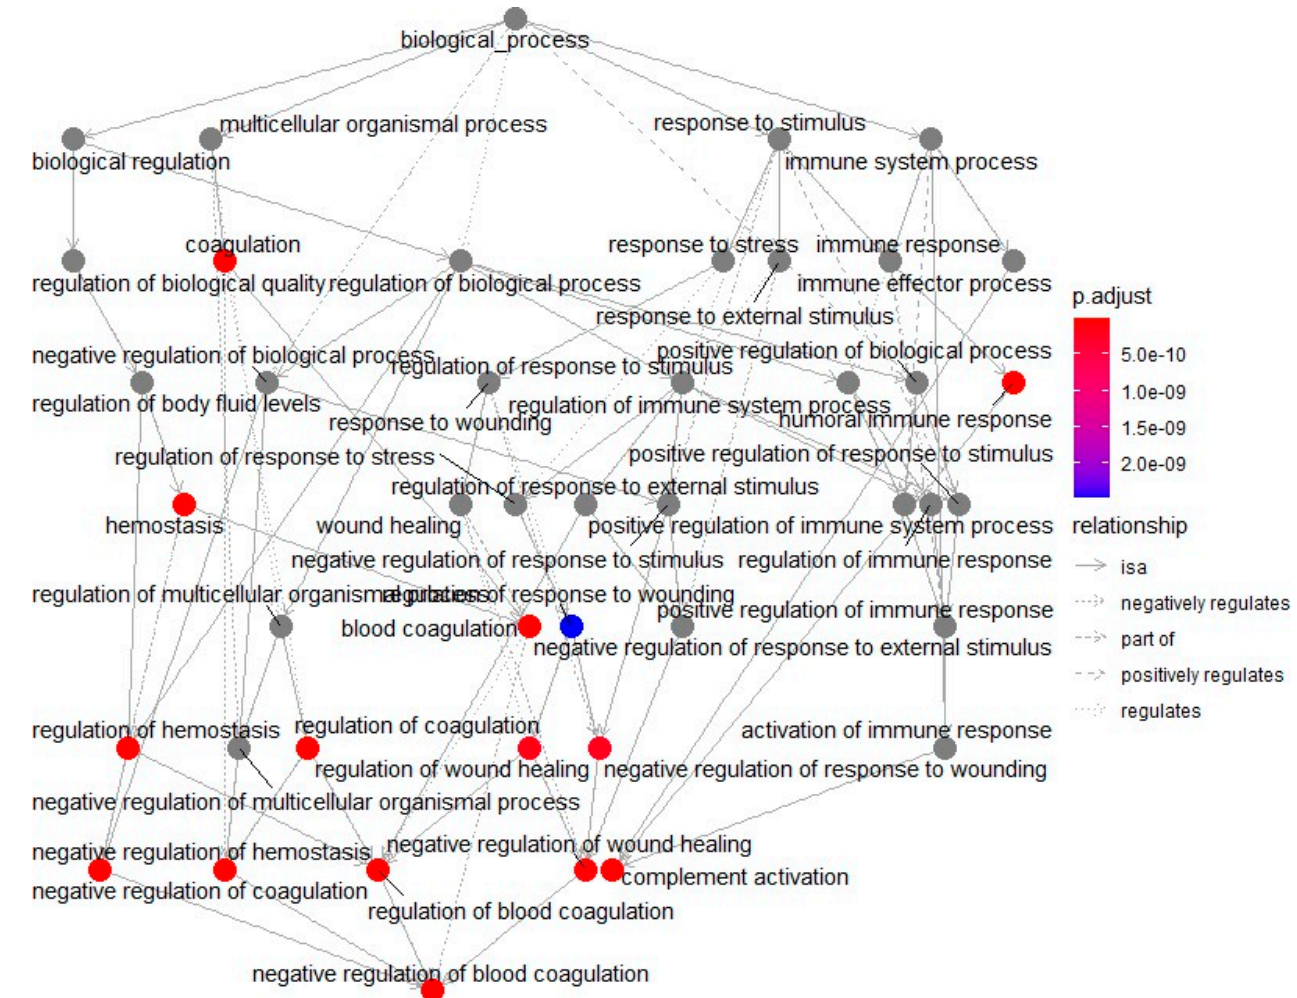 biological_process
multicellular organismal process
response to stimulus
biological regulation
immune system process
coagulation
response to stress
immune response
regulation of biological quality
regulation of biological process
immune effector process
response to external stimulus
negative regulation of biological process
positive regulation of biological process
regulation of response to stimulus
regulation of body fluid levels
regulation of immune system process
response to wounding
humoral immune response
regulation of response to stress
positive regulation of response to stimulus
regulation of response to external stimulus
hemostasis
wound healing
positive regulation of immune system process
negative regulation of response to stimulus
regulation of immune response
regulation of multicellular organismal process
regulation of response to wounding
positive regulation of immune response
blood coagulation
negative regulation of response to external stimulus
regulation of hemostasis
regulation of coagulation
activation of immune response
regulation of wound healing
negative regulation of response to wounding
negative regulation of multicellular organismal process
negative regulation of wound healing
negative regulation of hemostasis
complement activation
negative regulation of coagulation
regulation of blood coagulation
negative regulation of blood coagulation
p.adjust
5.0e-10
1.0e-09
1.5e-09
2.0e-09
relationship
isa
negatively regulates
part of
positively regulates
regulates